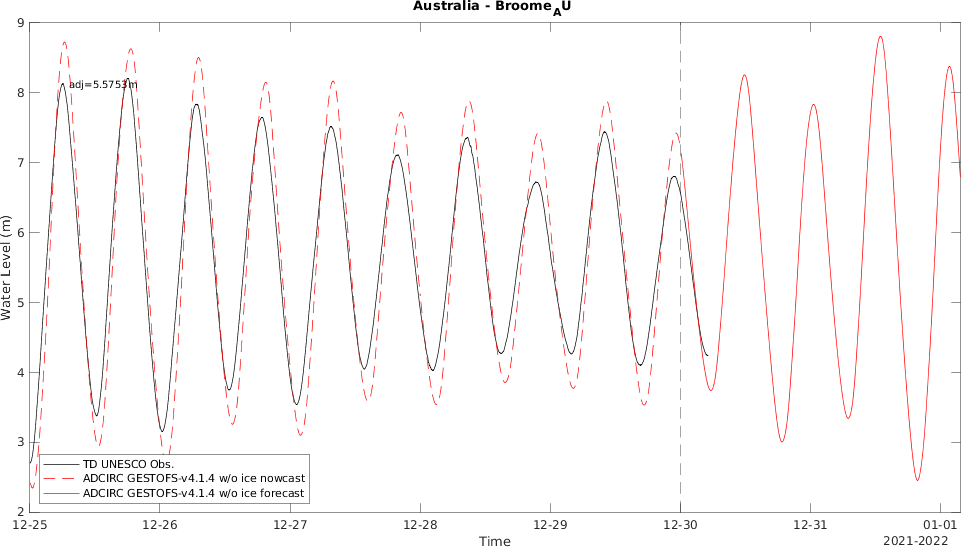 Australia - Broome_AU
9
8
7
6
5
4
3
2
Water Level (m)
adj=5.5753m
TD UNESCO Obs.
ADCIRC GESTOFS-v4.1.4 w/o ice nowcast
ADCIRC GESTOFS-v4.1.4 w/o ice forecast
12-25 12-26 12-27 12-28 12-29 12-30 12-31 01-01
Time
2021-2022